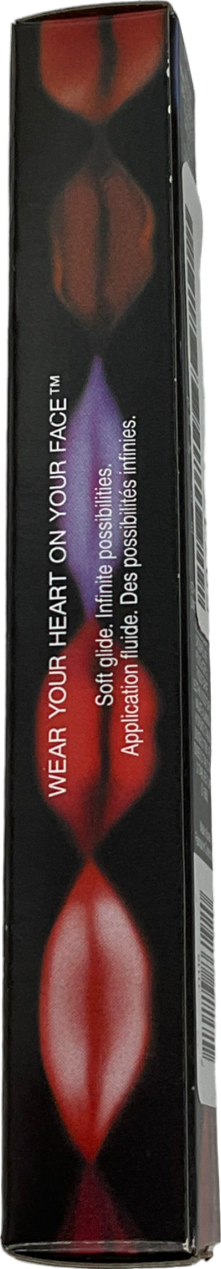 WEAR YOUR HEART ON YOUR FACE™
Soft glide. Infinite possibilities.
Application fluide. Des possibilités infinies.